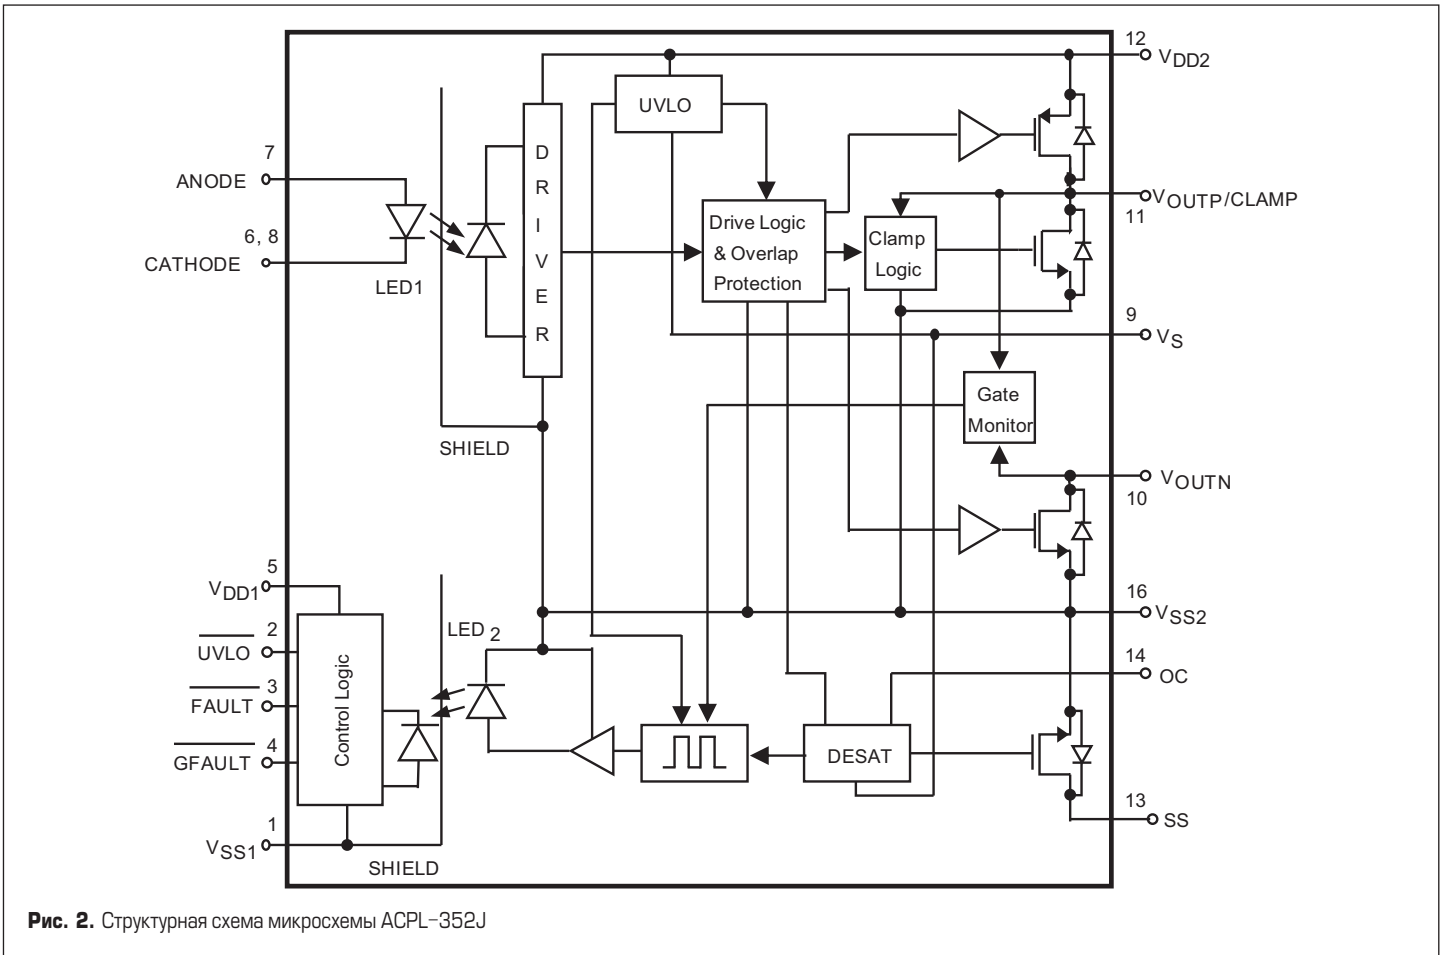 12
VDD2
UVLO
7
ANODE
D
R
I
V
E
R
VOUTP/CLAMP
11
Drive Logic
& Overlap
Protection
Clamp
Logic
6, 8
CATHODE
LED1
9
VS
Gate
Monitor
SHIELD
VOUTN
10
5
VDD1
16
VSS2
2
UVLO
LED 2
14
OC
3
FAULT
Control Logic
4
GFAULT
DESAT
13
SS
1
VSS1
SHIELD
Рис. 2. Структурная схема микросхемы ACPL-352J